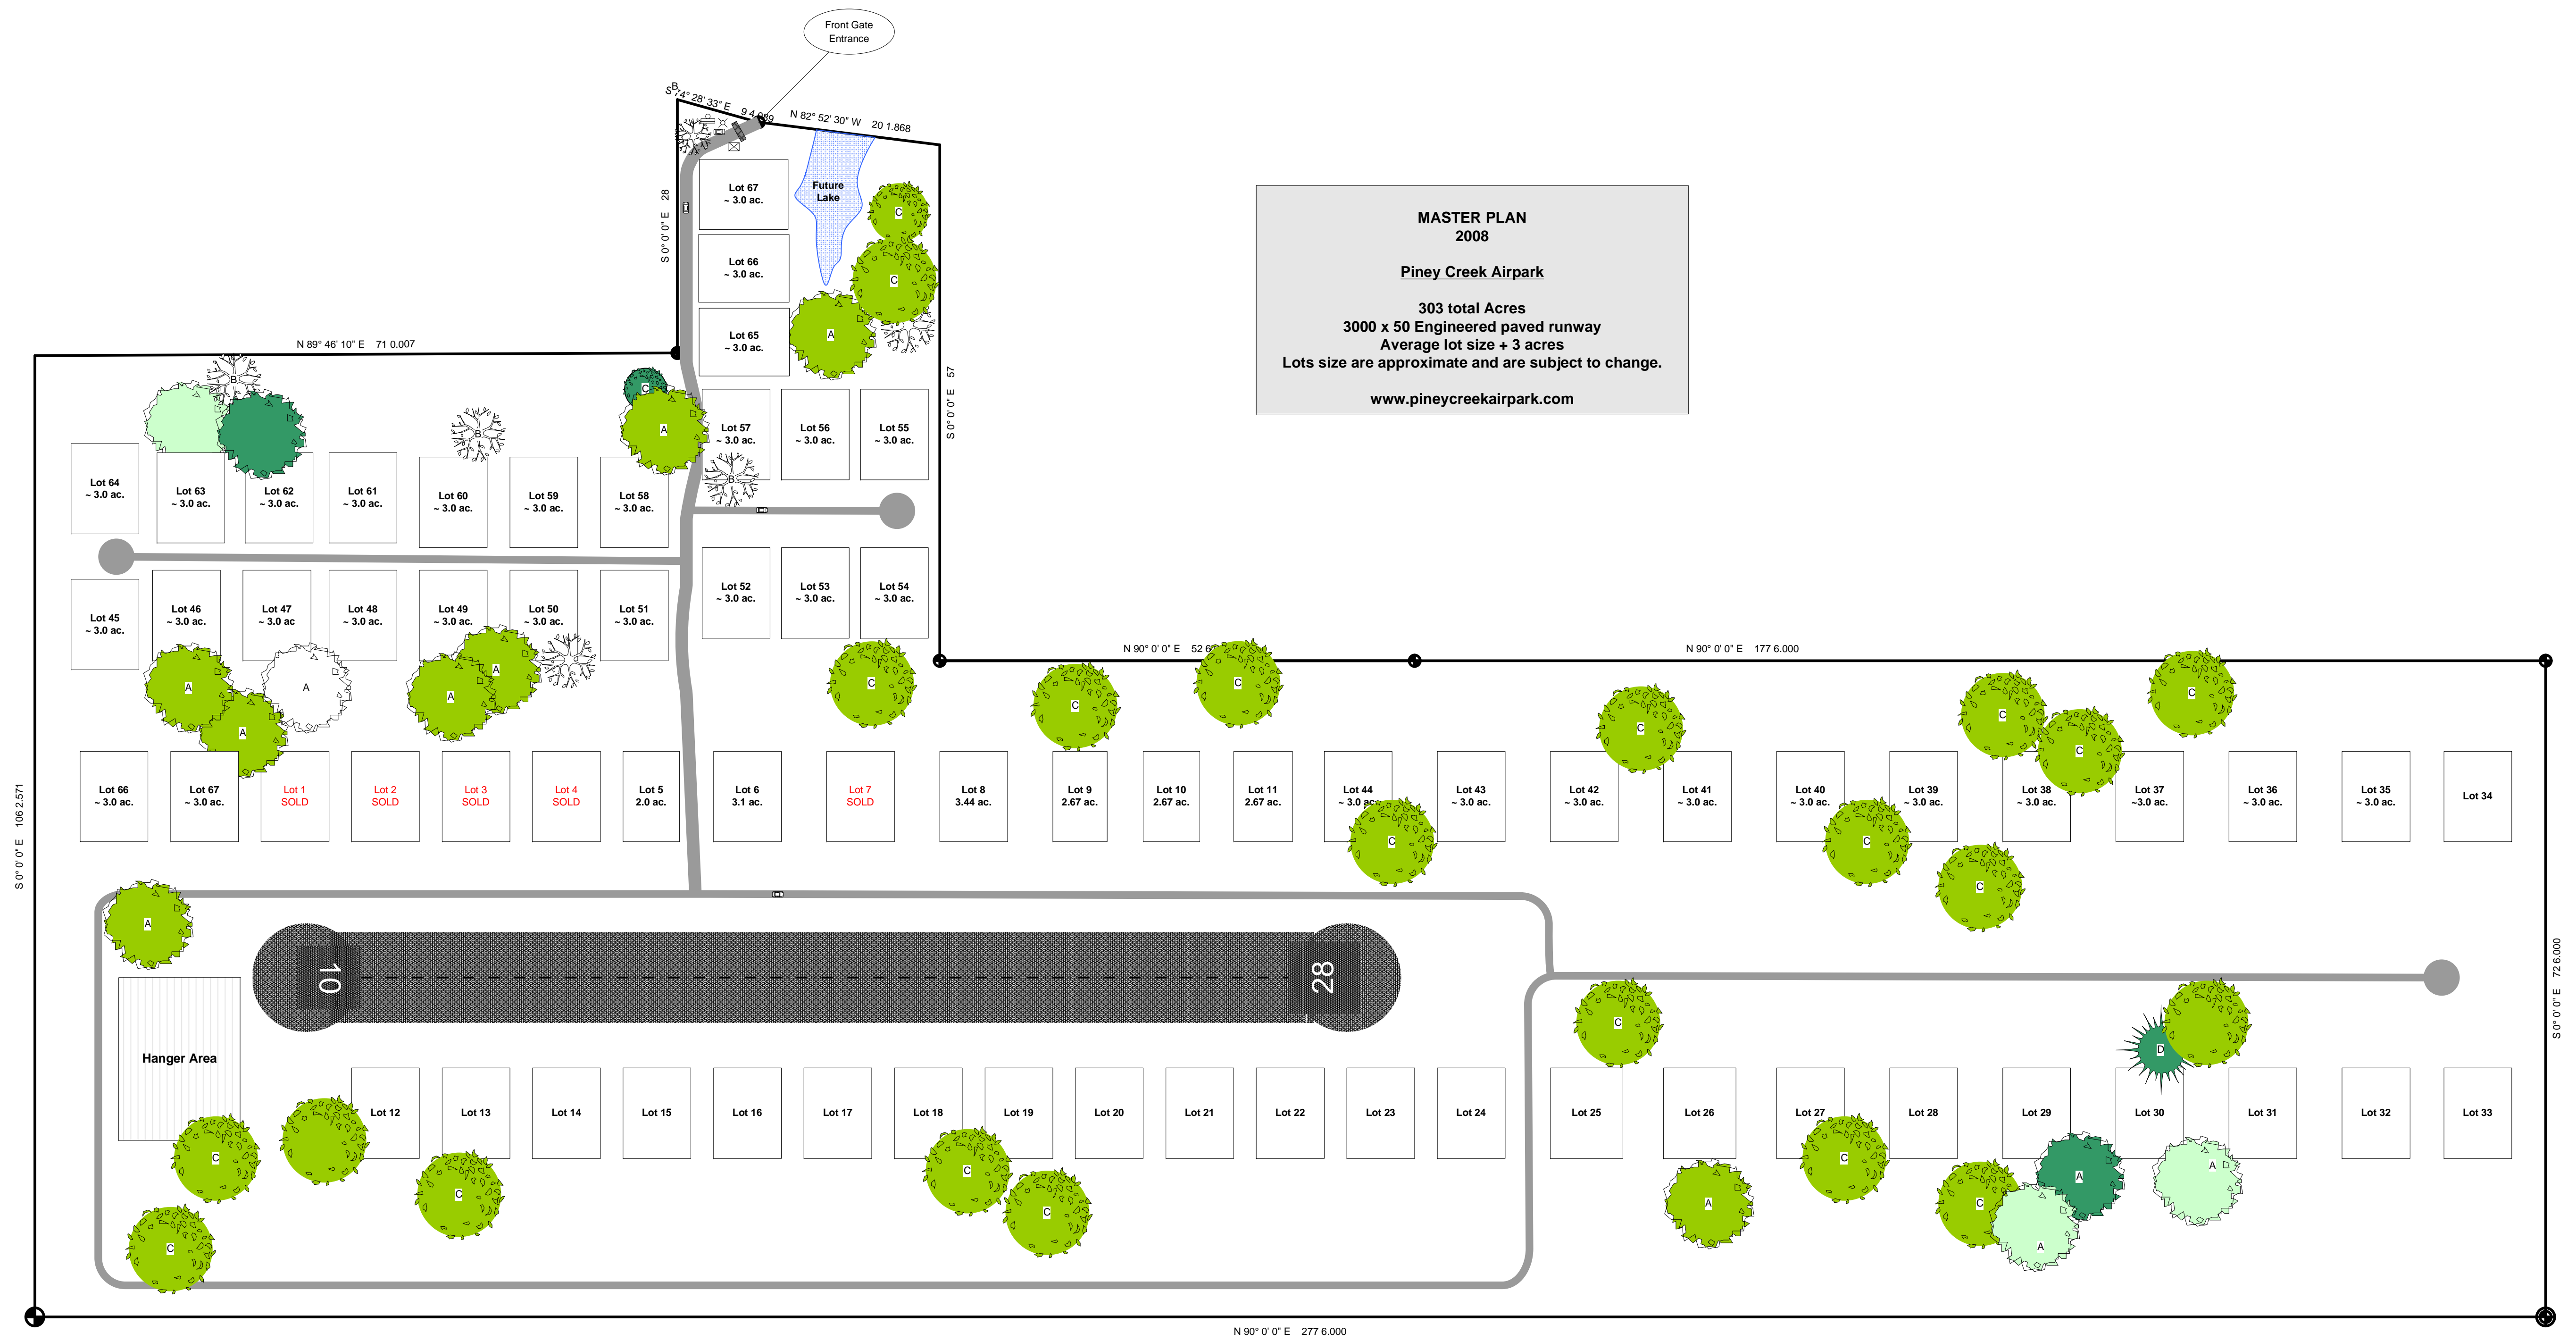 Front Gate
Entrance
B
S 74° 28' 33" E
9 4.989
N 82° 52' 30" W 20 1.868
S 0° 0' 0" E 28
Lot 67
~ 3.0 ac.
Future
Lake
C
Lot 66
~ 3.0 ac.
C
Lot 65
~ 3.0 ac.
A
MASTER PLAN
2008
Piney Creek Airpark
303 total Acres
3000 x 50 Engineered paved runway
Average lot size + 3 acres
Lots size are approximate and are subject to change.
www.pineycreekairpark.com
N 89° 46' 10" E 71 0.007
S 0° 0' 0" E 57
B
C
B
A
Lot 57
~ 3.0 ac.
Lot 56
~ 3.0 ac.
Lot 55
~ 3.0 ac.
B
Lot 64
~ 3.0 ac.
Lot 63
~ 3.0 ac.
Lot 62
~ 3.0 ac.
Lot 61
~ 3.0 ac.
Lot 60
~ 3.0 ac.
Lot 59
~ 3.0 ac.
Lot 58
~ 3.0 ac.
Lot 45
~ 3.0 ac.
Lot 46
~ 3.0 ac.
Lot 47
~ 3.0 ac
Lot 48
~ 3.0 ac.
Lot 49
~ 3.0 ac.
Lot 50
~ 3.0 ac.
Lot 51
~ 3.0 ac.
Lot 52
~ 3.0 ac.
Lot 53
~ 3.0 ac.
Lot 54
~ 3.0 ac.
N 90° 0' 0" E 52
N 90° 0' 0" E 177 6.000
A
A
A
A
A
C
C
C
C
C
C
C
S 0° 0' 0" E 106 2.571
Lot 66
~ 3.0 ac.
Lot 67
~ 3.0 ac.
Lot 1
SOLD
Lot 2
SOLD
Lot 3
SOLD
Lot 4
SOLD
Lot 5
2.0 ac.
Lot 6
3.1 ac.
Lot 7
SOLD
Lot 8
3.44 ac.
Lot 9
2.67 ac.
Lot 10
2.67 ac.
Lot 11
2.67 ac.
Lot 44
~ 3.0 ac.
Lot 43
~ 3.0 ac.
Lot 42
~ 3.0 ac.
Lot 41
~ 3.0 ac.
Lot 40
~ 3.0 ac.
Lot 39
~ 3.0 ac.
Lot 38
~ 3.0 ac.
Lot 37
~3.0 ac.
Lot 36
~ 3.0 ac.
Lot 35
~ 3.0 ac.
Lot 34
C
C
C
A
10
28
S 0° 0' 0" E 72 6.000
C
D
Hanger Area
Lot 12
Lot 13
Lot 14
Lot 15
Lot 16
Lot 17
Lot 18
Lot 19
Lot 20
Lot 21
Lot 22
Lot 23
Lot 24
Lot 25
Lot 26
Lot 27
Lot 28
Lot 29
Lot 30
Lot 31
Lot 32
Lot 33
C
C
C
C
C
A
C
C
A
A
A
N 90° 0' 0" E 277 6.000